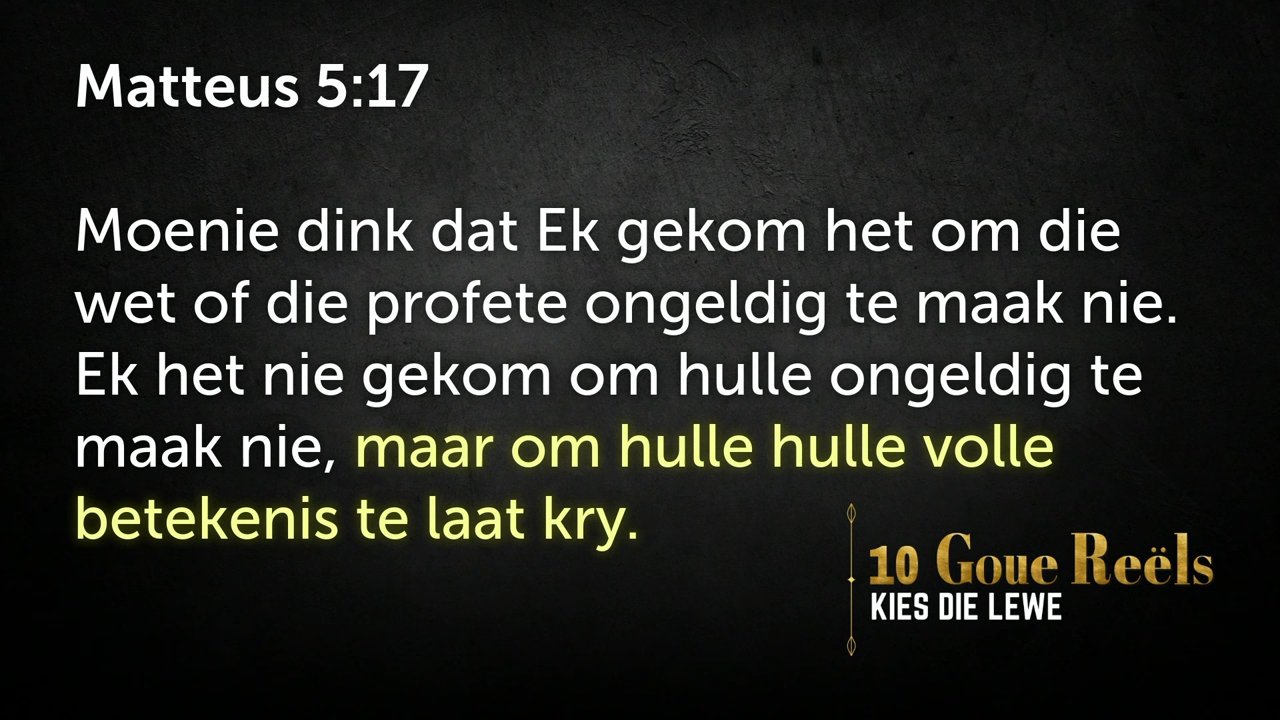 Matteus 5:17
Moenie dink dat Ek gekom het om die
wet of die profete ongeldig te maak nie.
Ek het nie gekom om hulle ongeldig te
maak nie, maar om hulle hulle volle
betekenis te laat kry.
10 Goue Reëls
KIES DIE LEWE